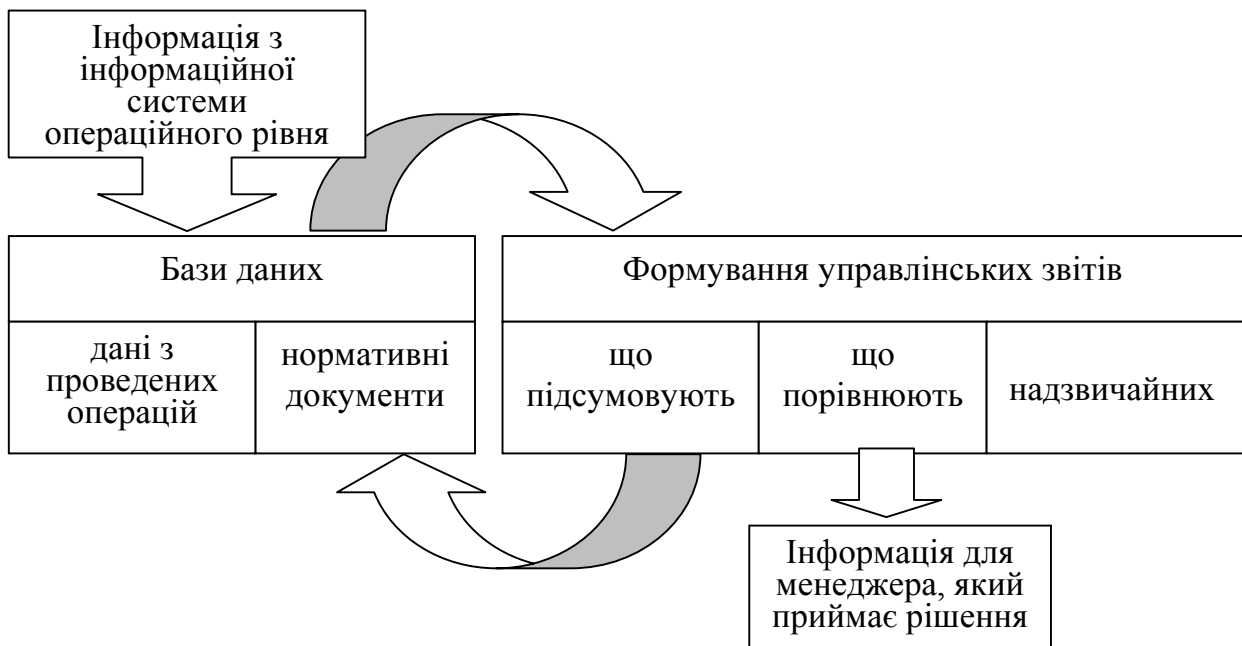 Інформація з
інформаційної
системи
операційного рівня
Бази даних
Формування управлінських звітів
дані з
проведених
операцій
нормативні
документи
що
підсумовують
що
порівнюють
надзвичайних
Інформація для
менеджера, який
приймає рішення